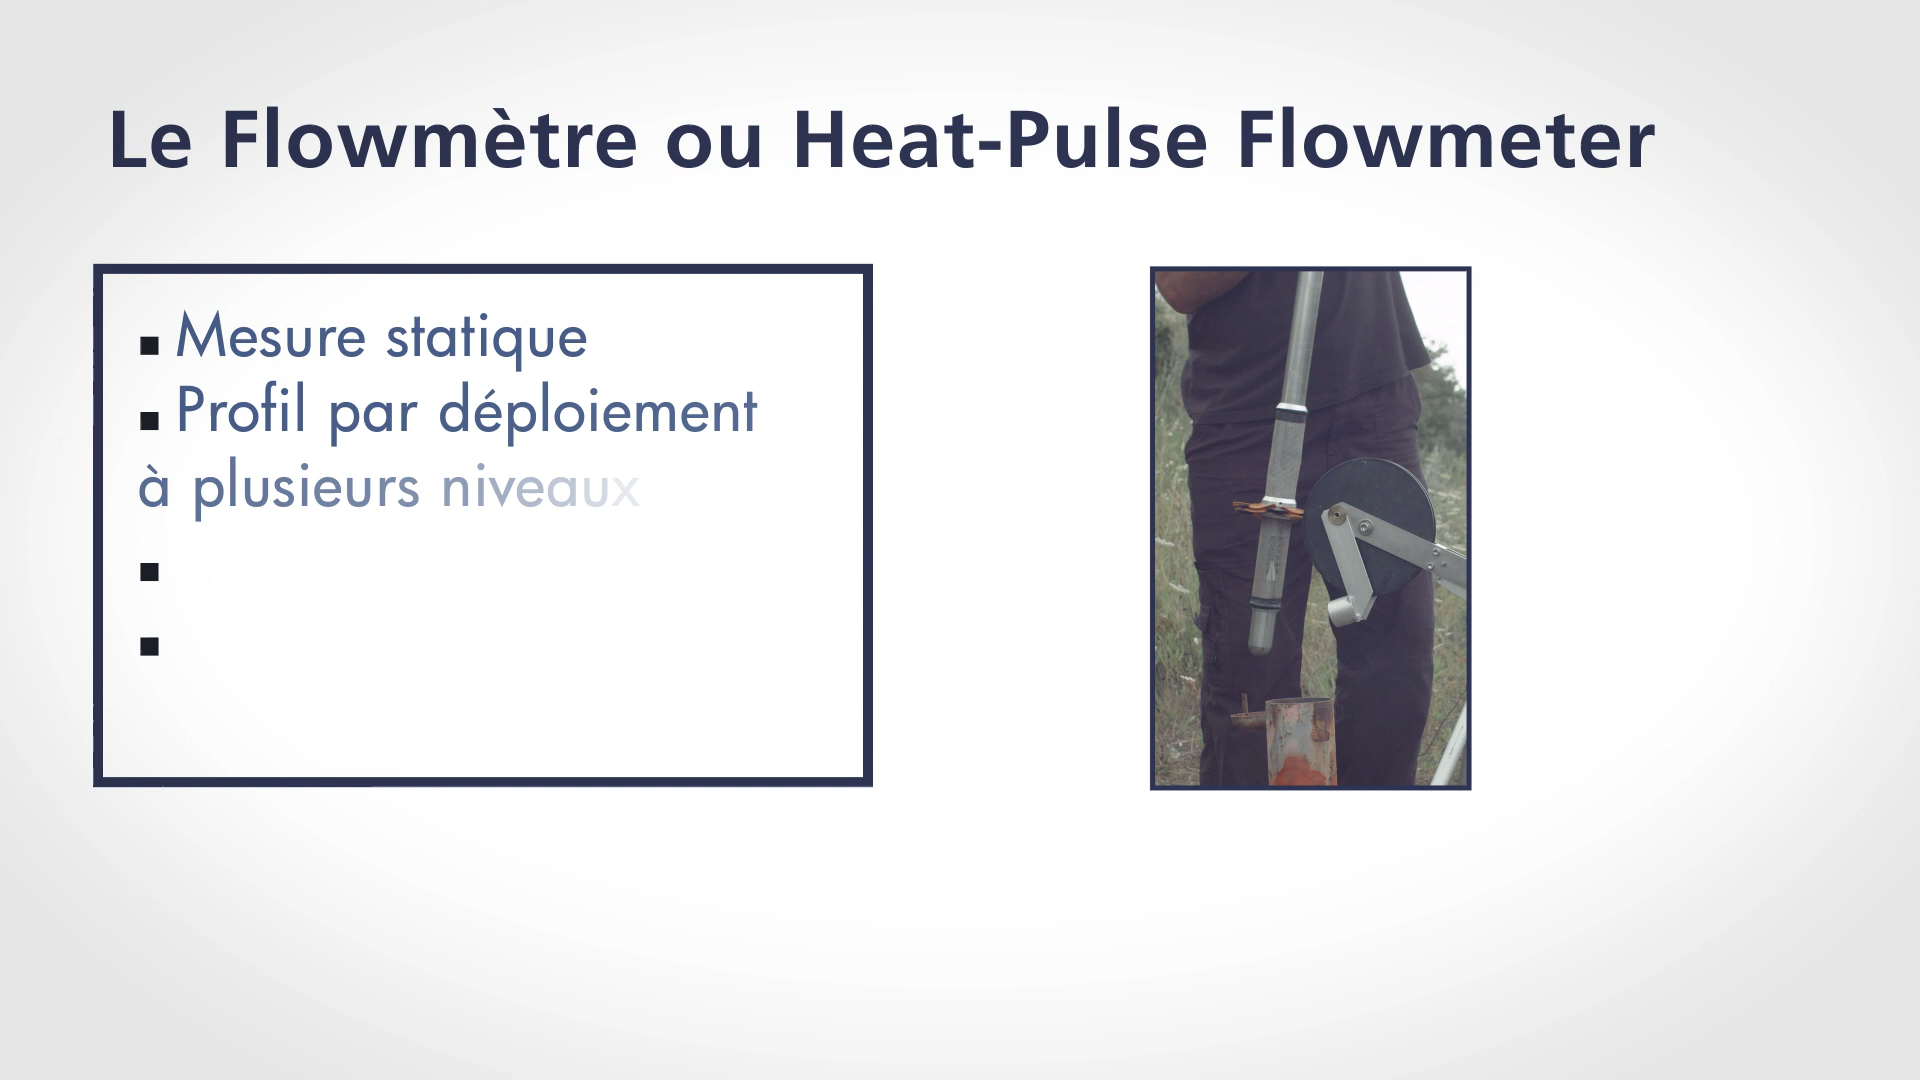 Le Flowmètre ou Heat-Pulse Flowmeter
▪ Mesure statique
▪ Profil par déploiement
à plusieurs niveaux
▪
▪